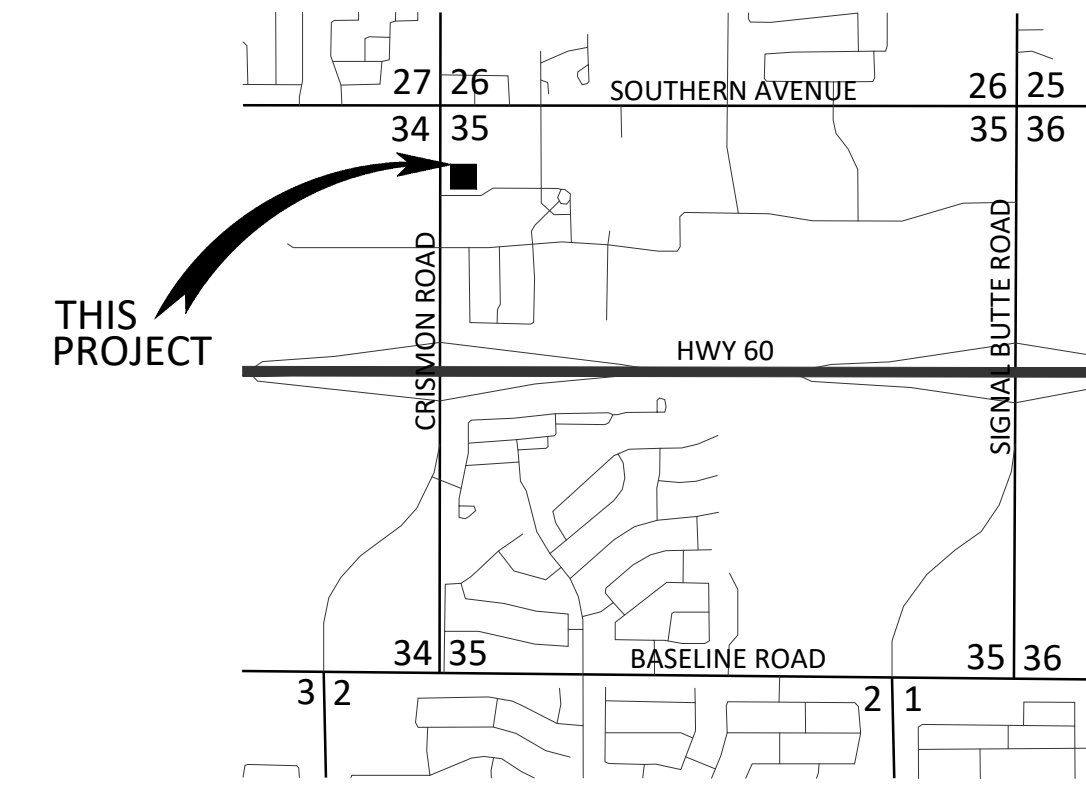 27 26
SOUTHERN AVENUE
26 25
34 35
35 36
CRISMON ROAD
SIGNAL BUTTE ROAD
THIS
PROJECT
HWY 60
34 35
BASELINE ROAD
35 36
3 2
2 1